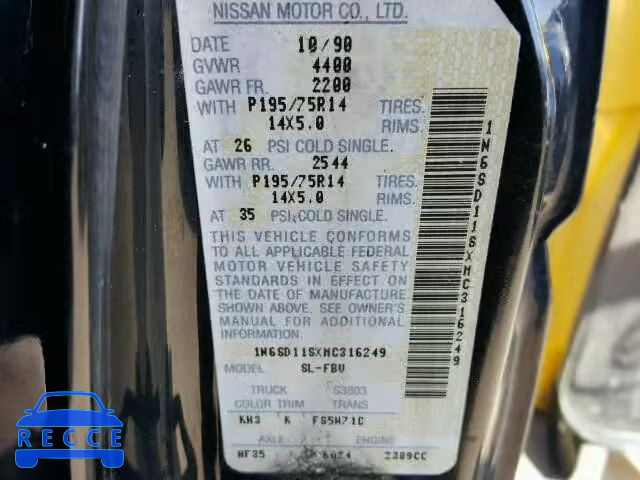 NISSAN MOTOR CO., LTD.
DATE 10/90
GVWR 4400
GAWR FR. 2200
WITH P195/75R14 TIRES.
14X5.0 RIMS.
AT 26 PSI COLD SINGLE.
GAWR RR. 2544
WITH P195/75R14 TIRES.
14X5.0 RIMS.
AT 35 PSI COLD SINGLE.
THIS VEHICLE CONFORMS
TO ALL APPLICABLE FEDERAL
MOTOR VEHICLE SAFETY
STANDARDS IN EFFECT ON
THE DATE OF MANUFACTURE
SHOWN ABOVE. SEE OWNER'S
MANUAL FOR ADDITIONAL
INFORMATION.
1N6SD11SXMC316249
MODEL SL-FBU
TRUCK S3803
COLOR TRIM TRANS
KH3 K FS5W71C
AXLE ENGINE
HF35 2389CC
1N6SD11SXMC316249